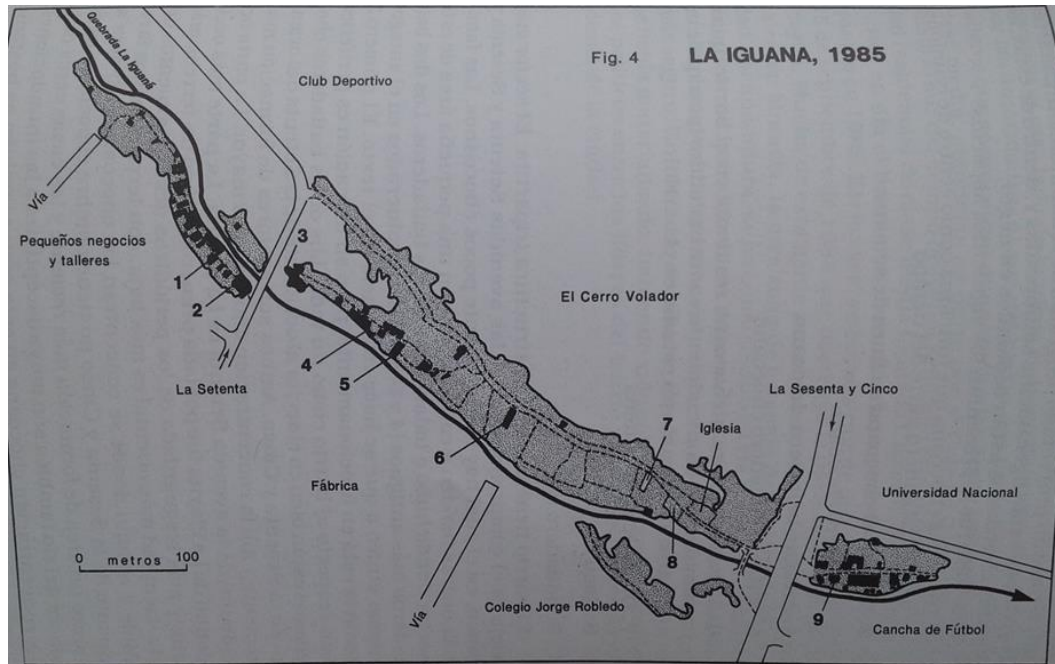 Quebrada La Iguaná
Fig. 4 LA IGUANA, 1985
Club Deportivo
Vía
Pequeños negocios
y talleres
3
1
2
El Cerro Volador
4
5
La Setenta
La Sesenta y Cinco
7
Iglesia
6
Fábrica
Universidad Nacional
0 metros 100
8
Colegio Jorge Robledo
Vía
9
Cancha de Fútbol